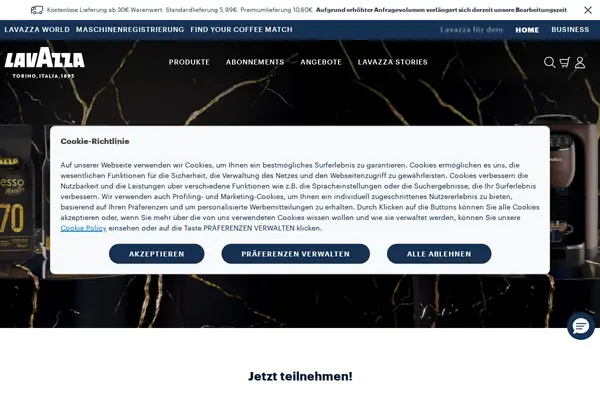 Kostenlose Lieferung ab 30€ Warenwert. Standardlieferung 5,99€. Premiumlieferung 10,60€. Aufgrund erhöhter Anfragevolumen verlängert sich derzeit unsere Bearbeitungszeit
LAVAZZA WORLD MASCHINENREGISTRIERUNG FIND YOUR COFFEE MATCH Lavazza für dein HOME BUSINESS
LAVAZZA
TORINO, ITALIA, 1895
PRODUKTE ABONNEMENTS ANGEBOTE LAVAZZA STORIES
Cookie-Richtlinie
Auf unserer Webseite verwenden wir Cookies, um Ihnen ein bestmögliches Surferlebnis zu garantieren. Cookies ermöglichen es uns, die
wesentlichen Funktionen für die Sicherheit, die Verwaltung des Netzes und den Webseitenzugriff zu gewährleisten. Cookies verbessern die
Nutzbarkeit und die Leistungen über verschiedene Funktionen wie z.B. die Spracheinstellungen oder die Suchergebnisse, die Ihr Surferlebnis
verbessern. Wir verwenden auch Profiling- und Marketing-Cookies, um Ihnen ein individuell zugeschnittenes Nutzererlebnis zu bieten,
basierend auf Ihren Präferenzen und um personalisierte Werbemitteilungen zu erhalten. Durch Klicken auf die Buttons können Sie alle Cookies
akzeptieren oder, wenn Sie mehr über die von uns verwendeten Cookies wissen wollen und wie sie verwaltet werden, können Sie unsere
Cookie Policy einsehen oder auf die Taste PRÄFERENZEN VERWALTEN klicken.
AKZEPTIEREN PRÄFERENZEN VERWALTEN ALLE ABLEHNEN
70
Jetzt teilnehmen!